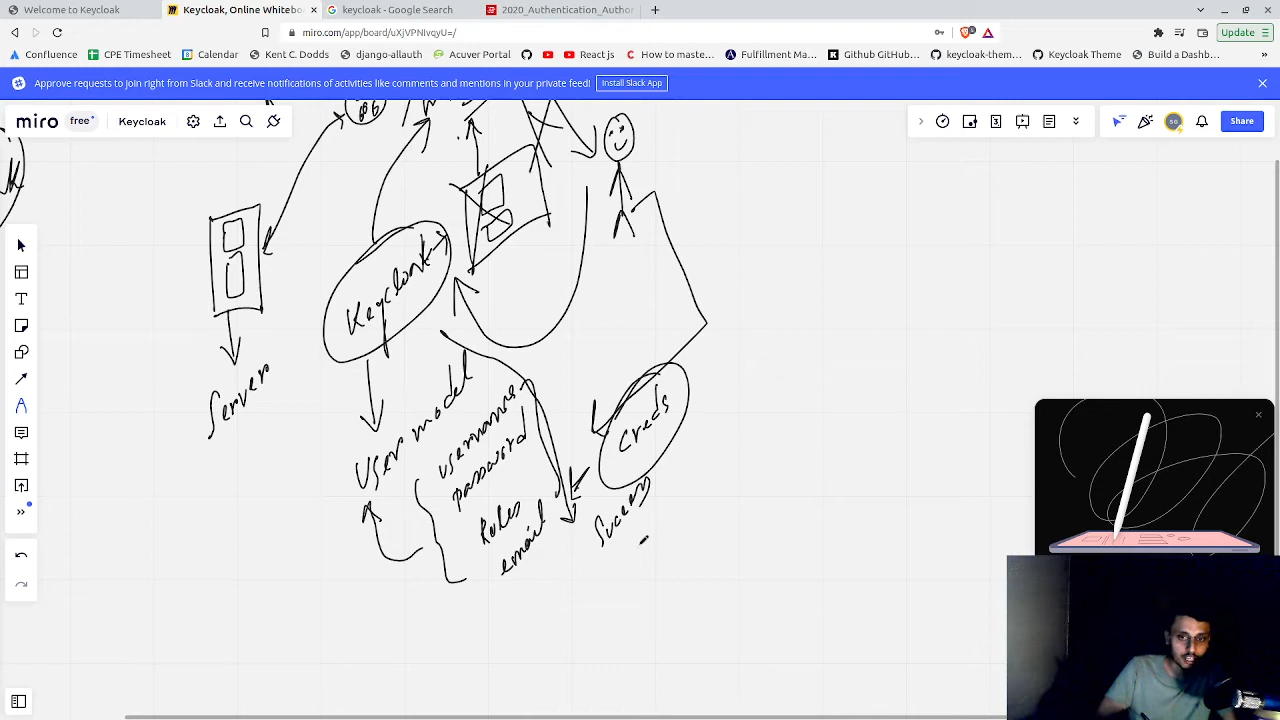 Welcome to Keycloak
Keycloak, Online Whitebo
keycloak - Google Search
2020_Authentication_Author
miro.com/app/board/uXjVPNIvqyU=/
Update
Confluence
CPE Timesheet
Calendar
Kent C. Dodds
django-allauth
Acuver Portal
React js
How to maste...
Fulfillment Ma...
Github GitHub...
keycloak-them...
Keycloak Theme
Build a Dashb...
Approve requests to join right from Slack and receive notifications of activities like comments and mentions in your private feed!
Install Slack App
miro
free
Keycloak
Share
Keycloak
Server
User model
username
password
Roles
email
Creds
Success